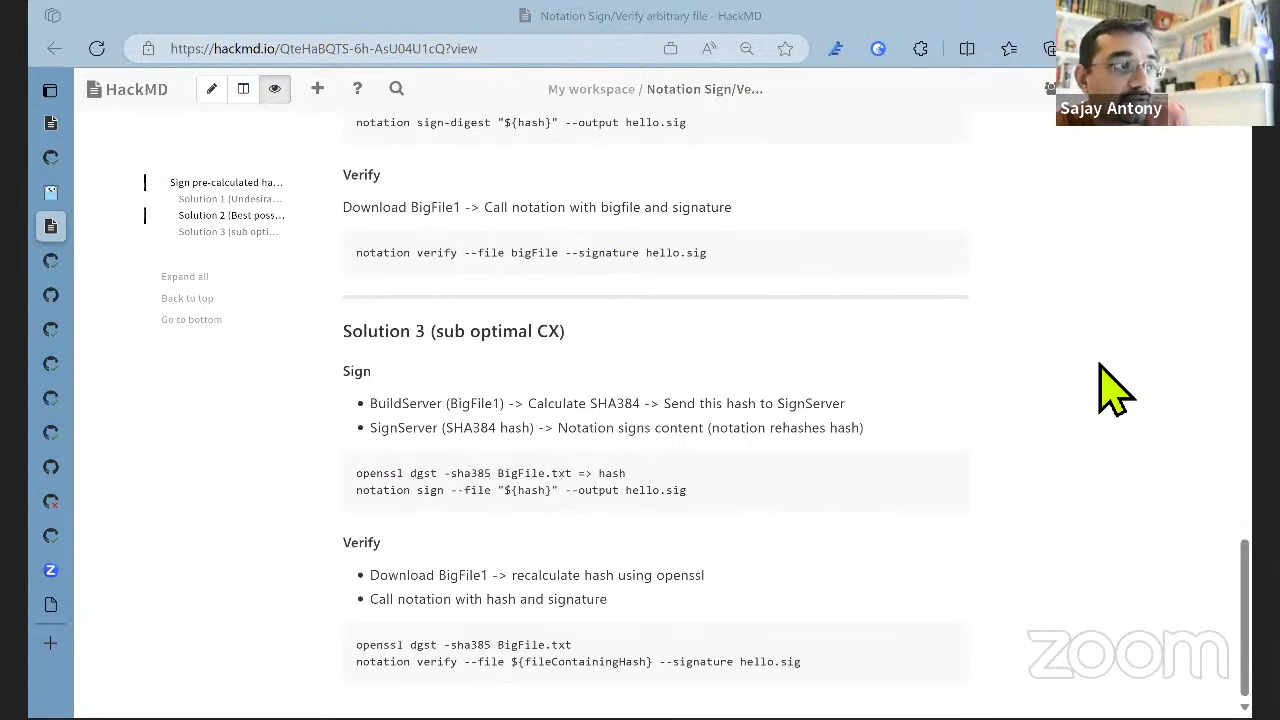 Notation Sign/Verify arbitrary file - HackMD
https://hackmd.io/QteHaBQTS-6h-AsU04U1cQ?view
HackMD
My workspace / Notation Sign/Ve...
Sajay Antony
notation sign-digest "${hash}" --output hello.sig
Sign pre-calculated ha...
Solution 1 (Undesira...
Solution 2 (Best poss...
Solution 3 (sub opti...
Expand all
Back to top
Go to bottom
Verify
Download BigFile1 -> Call notation with bigfile and signature
notation verify --file bigFile --signature hello.sig
Solution 3 (sub optimal CX)
Sign
• BuildServer (BigFile1) -> Calculate SHA384 -> Send this hash to SignServer
• SignServer (SHA384 hash) -> Notation signs content (notation rehashes hash)
openssl dgst -sha385 BigFile.txt => hash
notation sign --file "${hash}" --output hello.sig
Verify
• Download BigFile1 -> recalculate hash using openssl
• Call notation with hash and signature
openssl dgst -sha385 BigFile.txt
notation verify --file ${fileContainingHash} --signature hello.sig
zoom